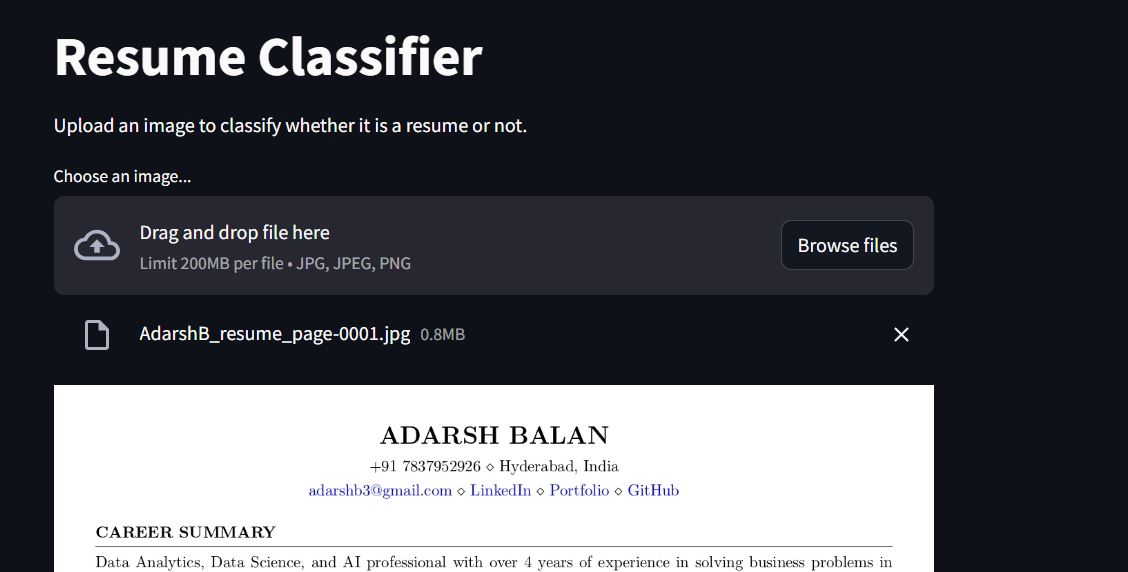 Resume Classifier
Upload an image to classify whether it is a resume or not.
Choose an image...
Drag and drop file here
Limit 200MB per file • JPG, JPEG, PNG
Browse files
AdarshB_resume_page-0001.jpg 0.8MB
ADARSH BALAN
+91 7837952926 ⋄ Hyderabad, India
adarshb3@gmail.com ⋄ LinkedIn ⋄ Portfolio ⋄ GitHub
CAREER SUMMARY
Data Analytics, Data Science, and AI professional with over 4 years of experience in solving business problems in